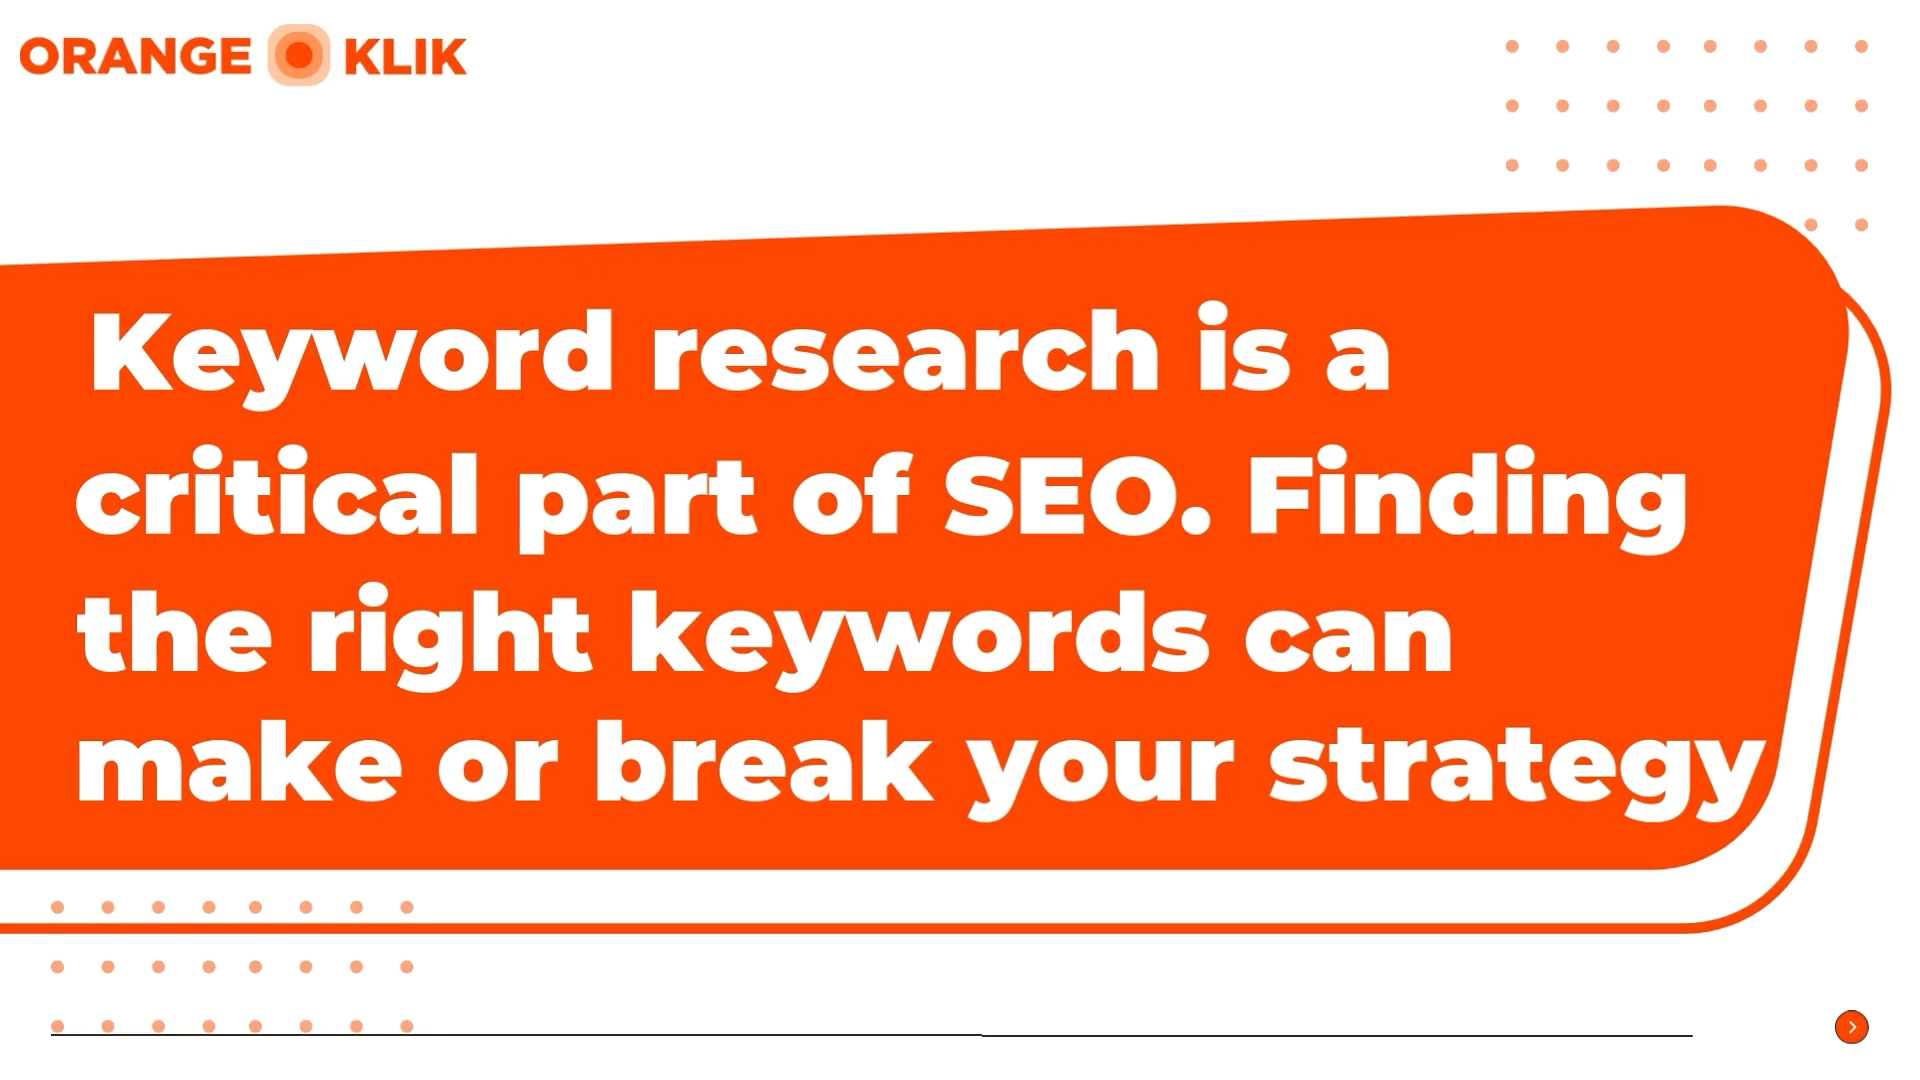 ORANGE KLIK
Keyword research is a
critical part of SEO. Finding
the right keywords can
make or break your strategy